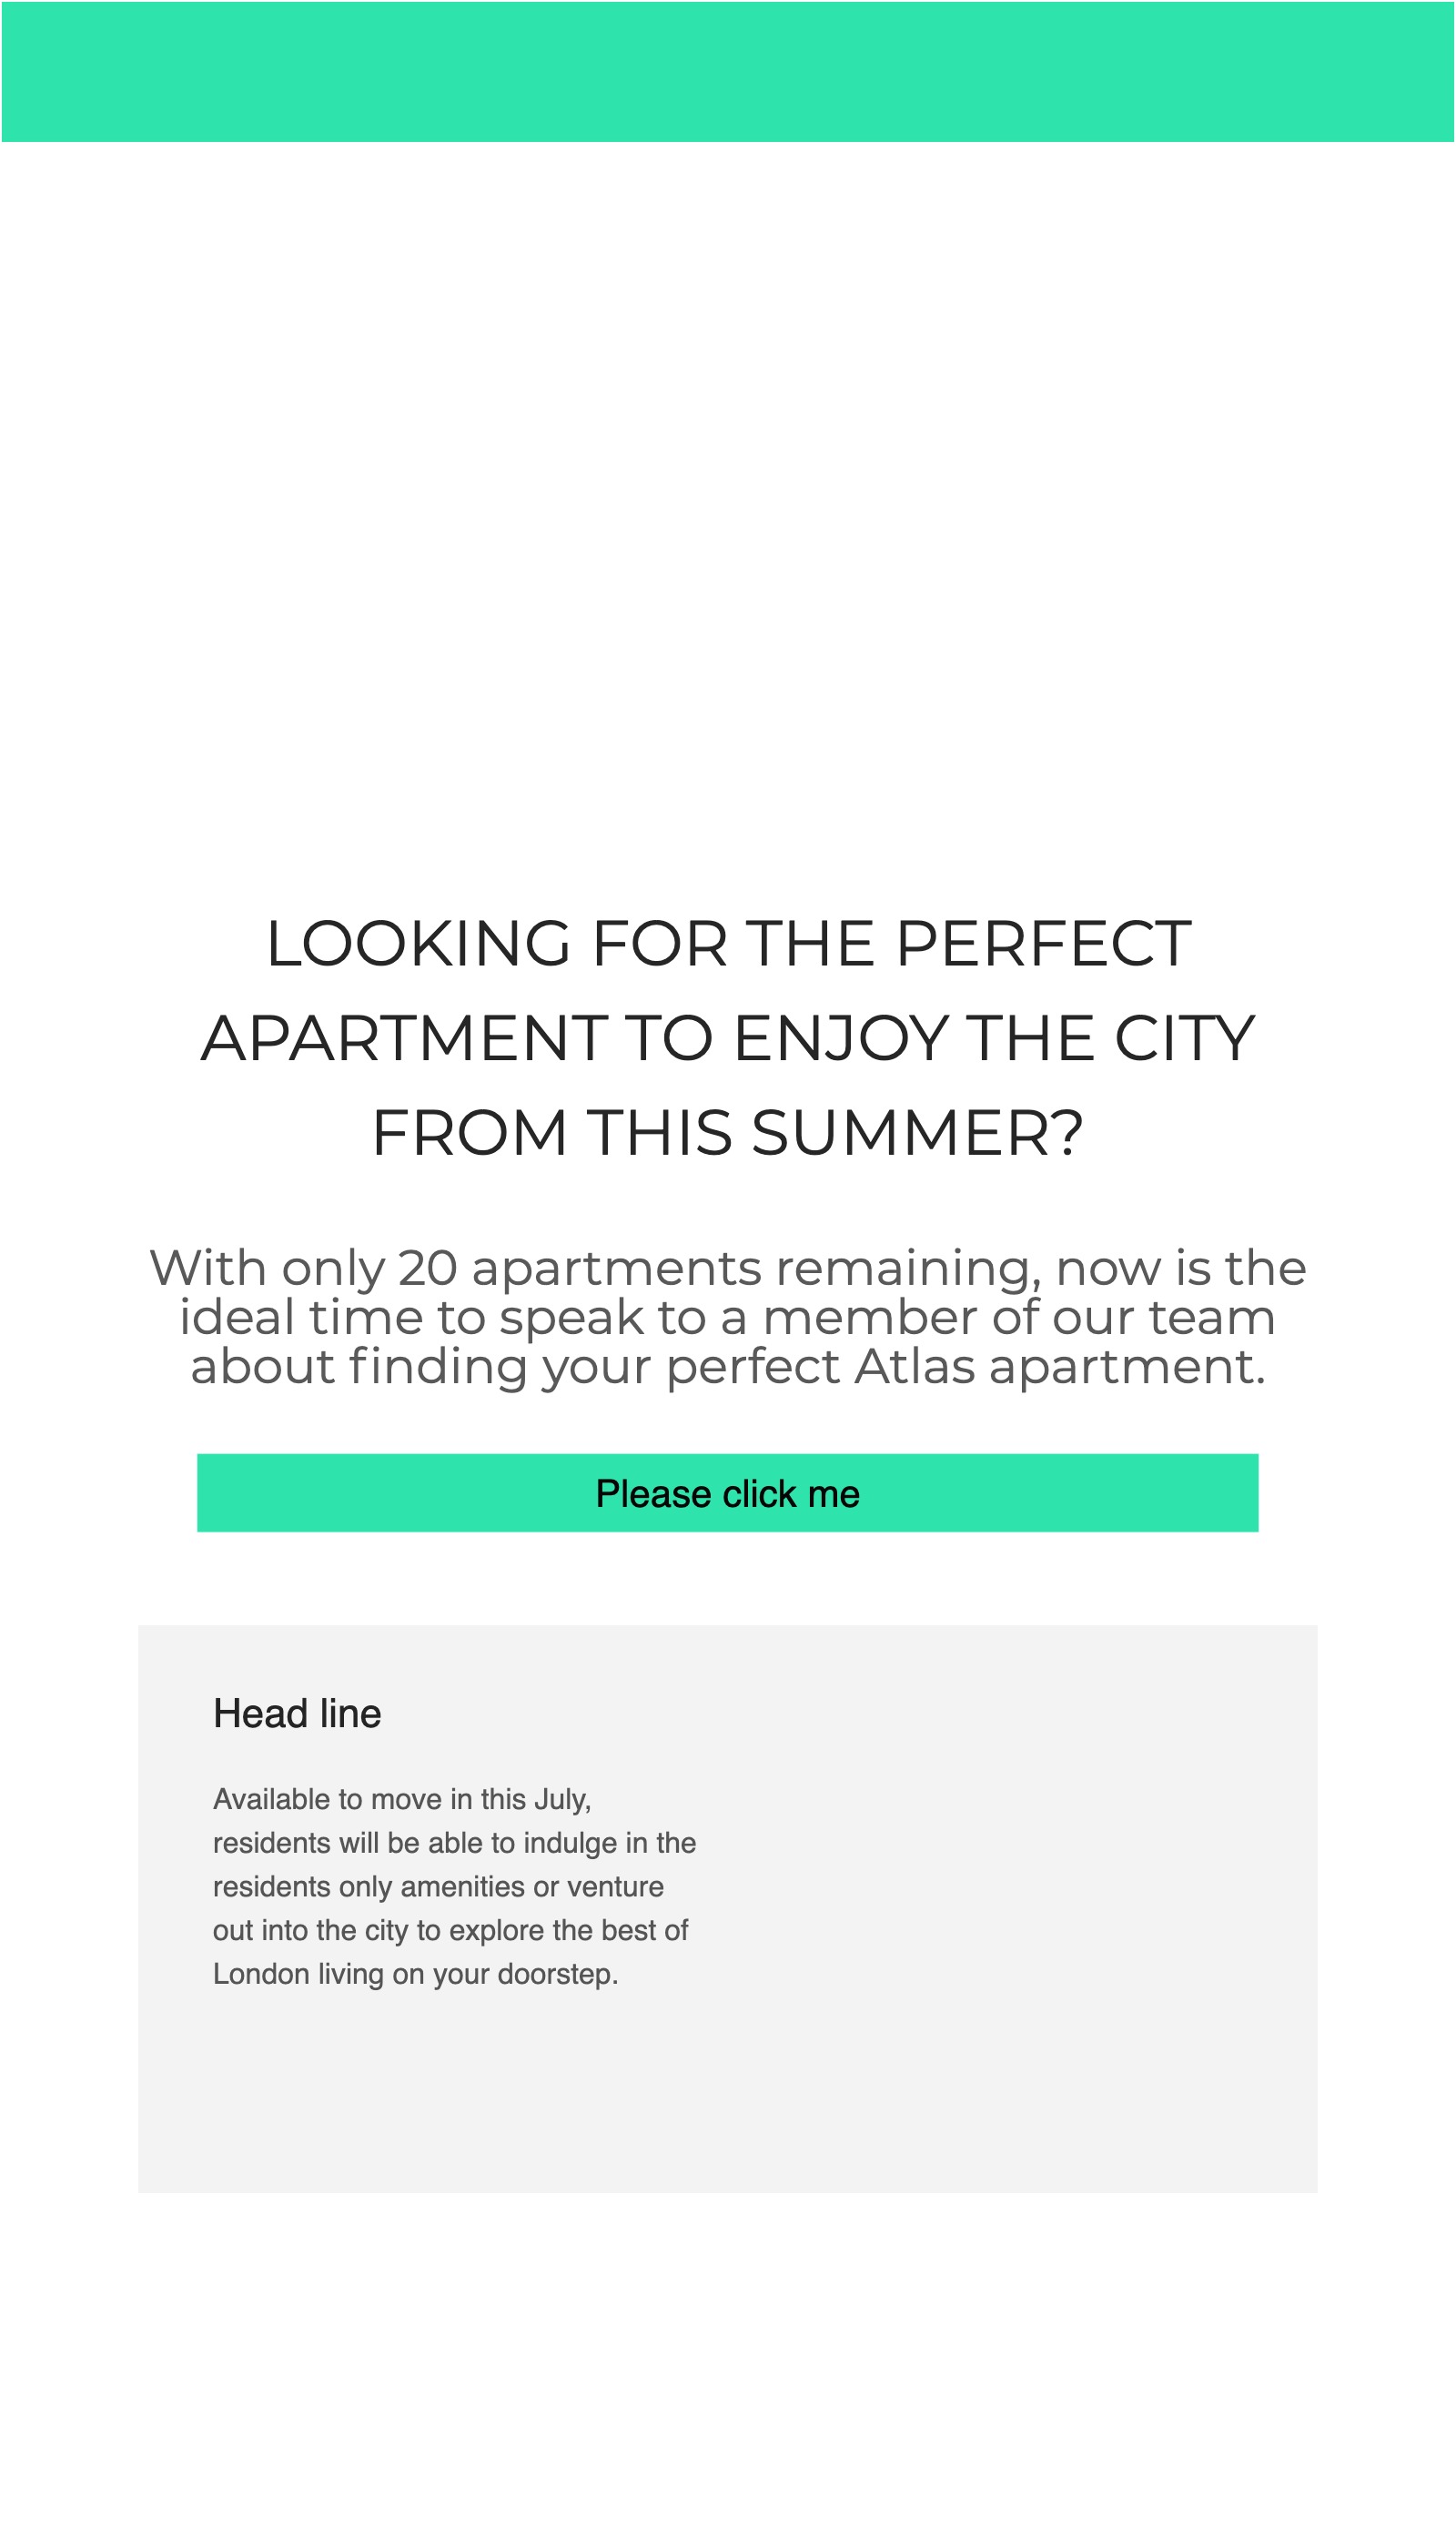 LOOKING FOR THE PERFECT
APARTMENT TO ENJOY THE CITY
FROM THIS SUMMER?
With only 20 apartments remaining, now is the
ideal time to speak to a member of our team
about finding your perfect Atlas apartment.
Please click me
Head line
Available to move in this July,
residents will be able to indulge in the
residents only amenities or venture
out into the city to explore the best of
London living on your doorstep.